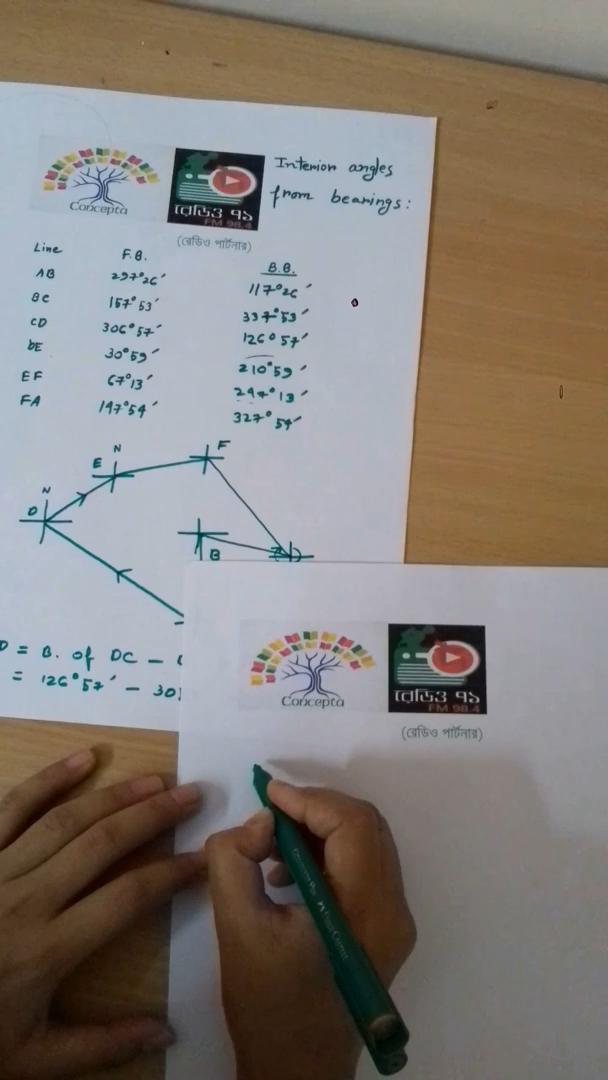 Interior angles
from bearings:
Concepta
রেডিও ৭১
FM 98.4
(রেডিও পার্টনার)
Line F.B. B.B.
AB 297°26′ 117°26′
BC 157°53′ 337°53′
CD 306°57′ 126°57′
DE 30°59′ 210°59′
EF 67°13′ 247°13′
FA 147°54′ 327°54′
N
E
F
N
D
B
D = B. of DC –
= 126°57′ – 30
Concepta
রেডিও ৭১
FM 98.4
(রেডিও পার্টনার)